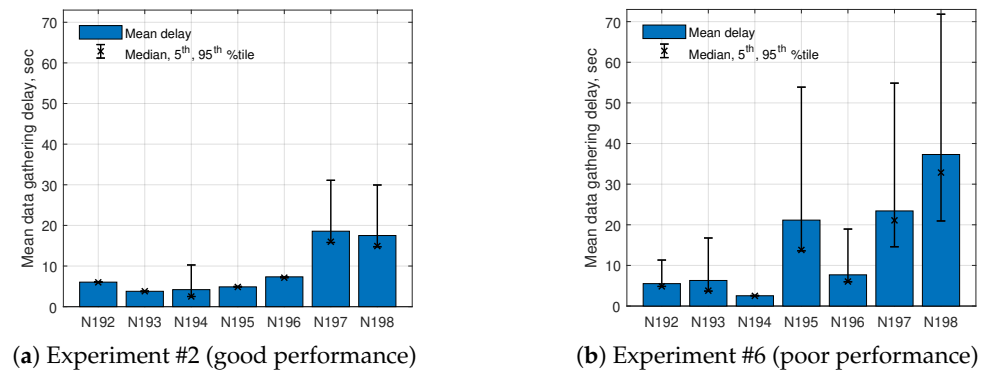 Mean data gathering delay, sec
70
60
50
40
30
20
10
0
Mean delay
Median, 5th, 95th %tile
N192 N193 N194 N195 N196 N197 N198
(a) Experiment #2 (good performance)
Mean data gathering delay, sec
70
60
50
40
30
20
10
0
Mean delay
Median, 5th, 95th %tile
N192 N193 N194 N195 N196 N197 N198
(b) Experiment #6 (poor performance)